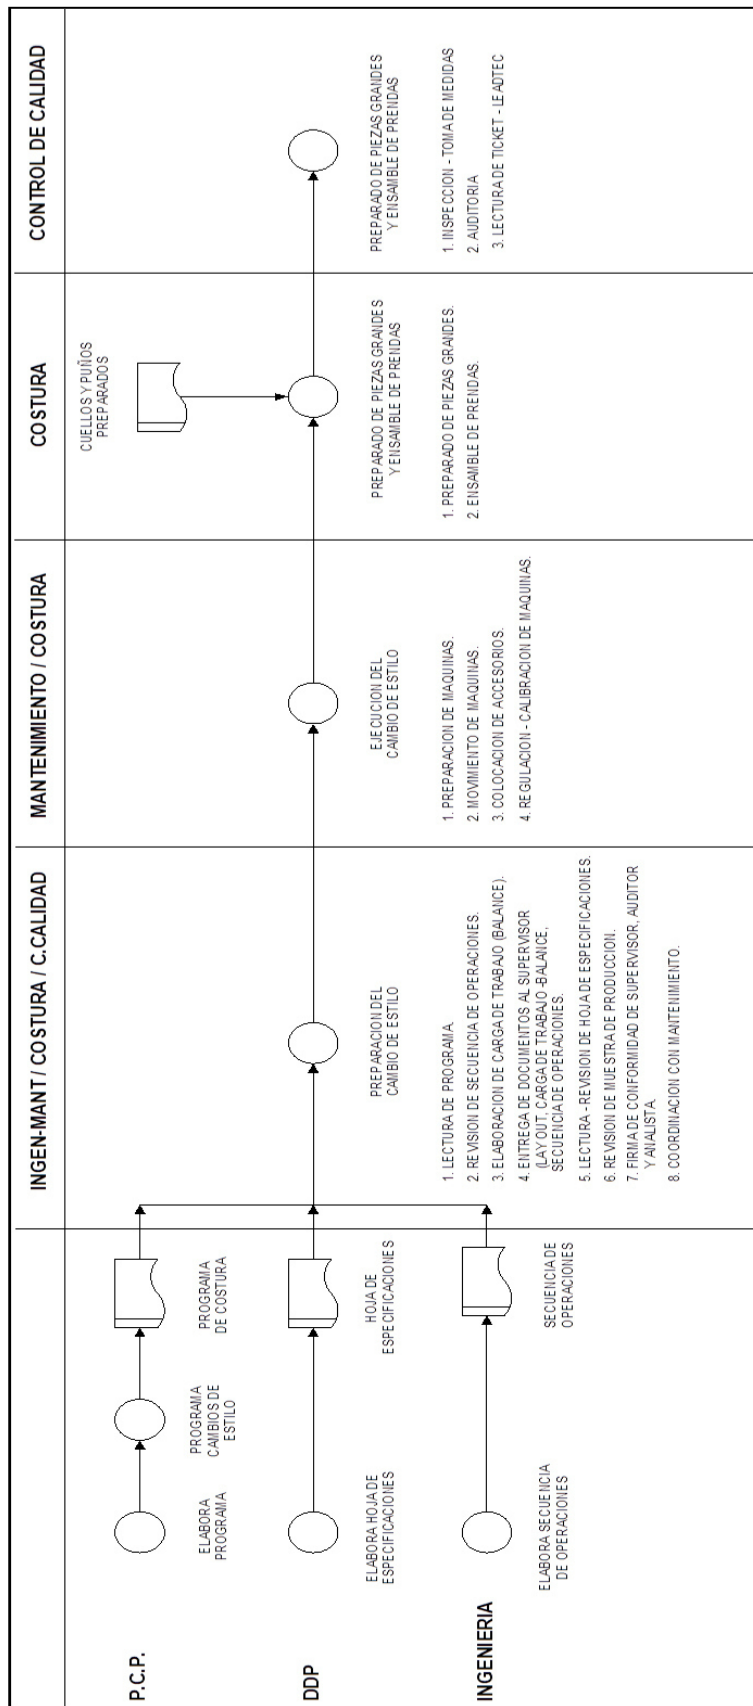 INGEN-MANT / COSTURA / C.CALIDAD
MANTENIMIENTO / COSTURA
COSTURA
CONTROL DE CALIDAD
P.C.P.
ELABORA
PROGRAMA
PROGRAMA
CAMBIOS DE
ESTILO
PROGRAMA
DE COSTURA
CUELLOS Y PUÑOS
PREPARADOS
DDP
ELABORA HOJA DE
ESPECIFICACIONES
HOJA DE
ESPECIFICACIONES
PREPARACION DEL
CAMBIO DE ESTILO
EJECUCION DEL
CAMBIO DE ESTILO
PREPARADO DE PIEZAS GRANDES
Y ENSAMBLE DE PRENDAS
PREPARADO DE PIEZAS GRANDES
Y ENSAMBLE DE PRENDAS
INGENIERIA
ELABORA SECUENCIA
DE OPERACIONES
SECUENCIA DE
OPERACIONES
1. LECTURA DE PROGRAMA.
2. REVISION DE SECUENCIA DE OPERACIONES.
3. ELABORACION DE CARGA DE TRABAJO (BALANCE).
4. ENTREGA DE DOCUMENTOS AL SUPERVISOR
(LAY OUT, CARGA DE TRABAJO -BALANCE,
SECUENCIA DE OPERACIONES.
5. LECTURA - REVISION DE HOJA DE ESPECIFICACIONES.
6. REVISION DE MUESTRA DE PRODUCCION.
7. FIRMA DE CONFORMIDAD DE SUPERVISOR, AUDITOR
Y ANALISTA.
8. COORDINACION CON MANTENIMIENTO.
1. PREPARACION DE MAQUINAS.
2. MOVIMIENTO DE MAQUINAS.
3. COLOCACION DE ACCESORIOS.
4. REGULACION - CALIBRACION DE MAQUINAS.
1. PREPARADO DE PIEZAS GRANDES.
2. ENSAMBLE DE PRENDAS.
1. INSPECCION - TOMA DE MEDIDAS
2. AUDITORIA
3. LECTURA DE TICKET - LEADTEC